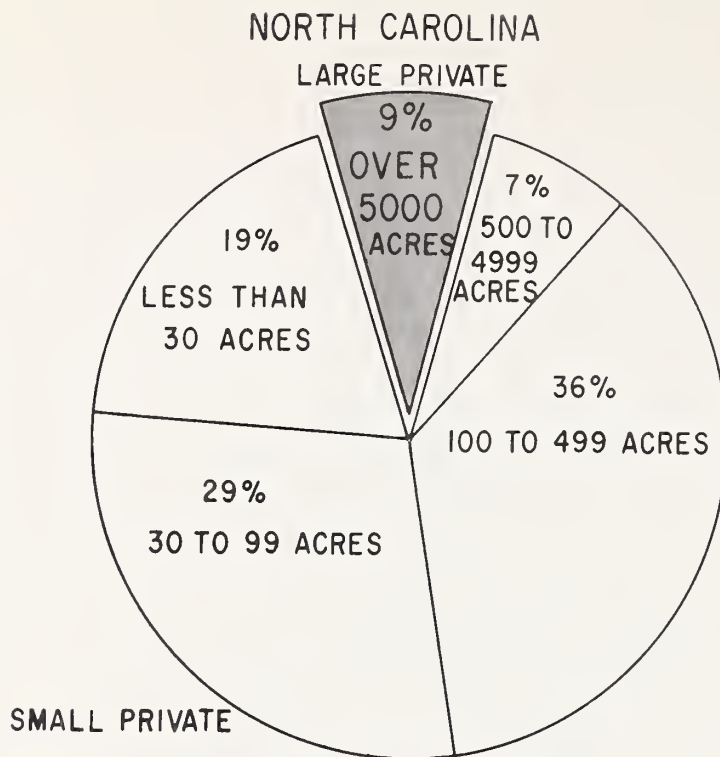 NORTH CAROLINA
LARGE PRIVATE
9%
OVER
5000
ACRES
7%
500 TO
4999
ACRES
19%
LESS THAN
30 ACRES
36%
100 TO 499 ACRES
29%
30 TO 99 ACRES
SMALL PRIVATE